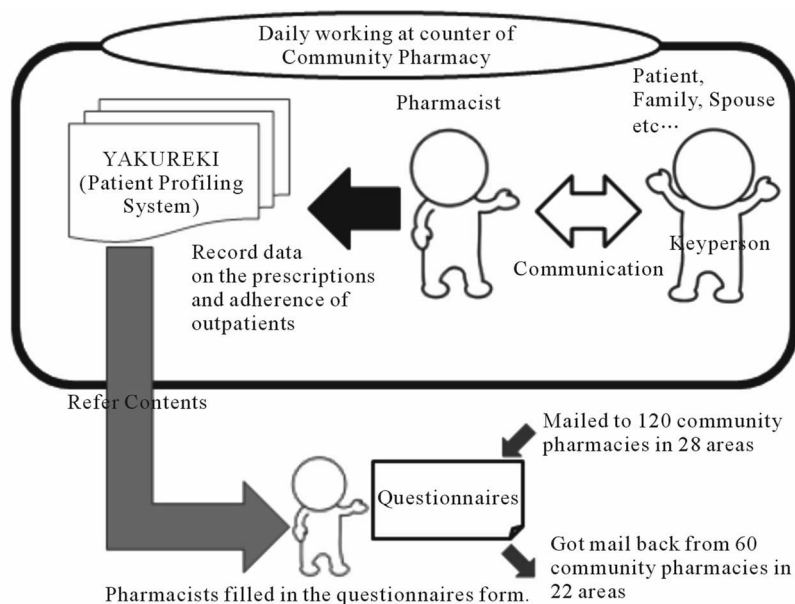 Daily working at counter of
Community Pharmacy
Patient,
Family, Spouse
etc···
Pharmacist
YAKUREKI
(Patient Profiling
System)
Keyperson
Communication
Record data
on the prescriptions
and adherence of
outpatients
Refer Contents
Mailed to 120 community
pharmacies in 28 areas
Questionnaires
Got mail back from 60
community pharmacies in
22 areas
Pharmacists filled in the questionnaires form.